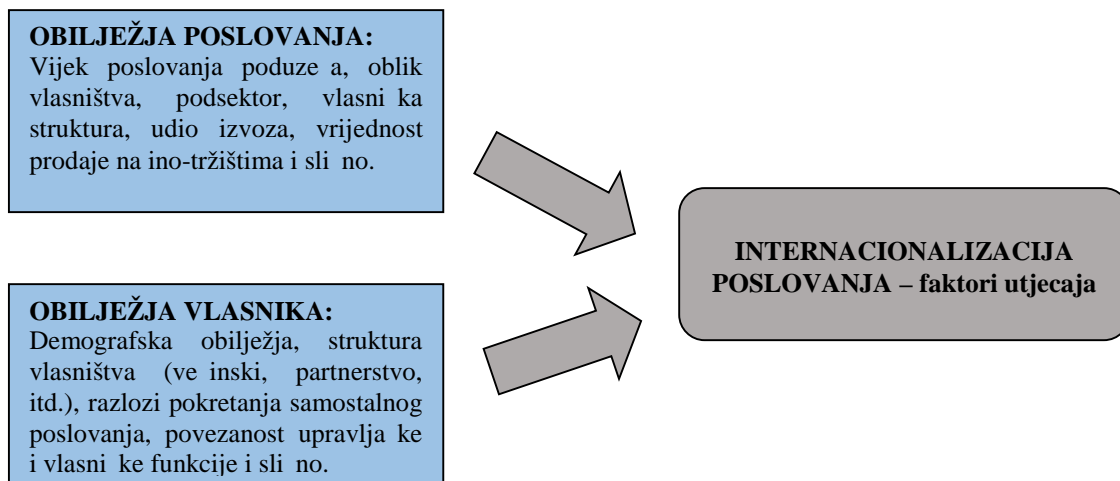 OBILJEŽJA POSLOVANJA:
Vijek poslovanja poduze a, oblik
vlasništva, podsektor, vlasni ka
struktura, udio izvoza, vrijednost
prodaje na ino-tržištima i sli no.
INTERNACIONALIZACIJA
POSLOVANJA – faktori utjecaja
OBILJEŽJA VLASNIKA:
Demografska obilježja, struktura
vlasništva (ve inski, partnerstvo,
itd.), razlozi pokretanja samostalnog
poslovanja, povezanost upravlja ke
i vlasni ke funkcije i sli no.